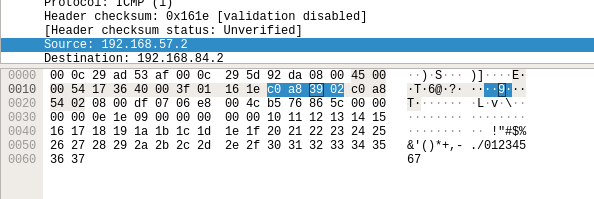 Protocol: ICMP (1)
Header checksum: 0x161e [validation disabled]
[Header checksum status: Unverified]
Source: 192.168.57.2
Destination: 192.168.84.2
0000 00 0c 29 ad 53 af 00 0c 29 5d 92 da 08 00 45 00 ··)·S··· )]····E·
0010 00 54 17 36 40 00 3f 01 16 1e c0 a8 39 02 c0 a8 ·T·6@·?· ····9···
0020 54 02 08 00 df 07 06 e8 00 4c b5 76 86 5c 00 00 T······· ·L·v·\··
0030 00 00 0e 1e 09 00 00 00 00 00 10 11 12 13 14 15 ········ ········
0040 16 17 18 19 1a 1b 1c 1d 1e 1f 20 21 22 23 24 25 ········ ·· !"#$%
0050 26 27 28 29 2a 2b 2c 2d 2e 2f 30 31 32 33 34 35 &'()*+,- ./012345
0060 36 37 67